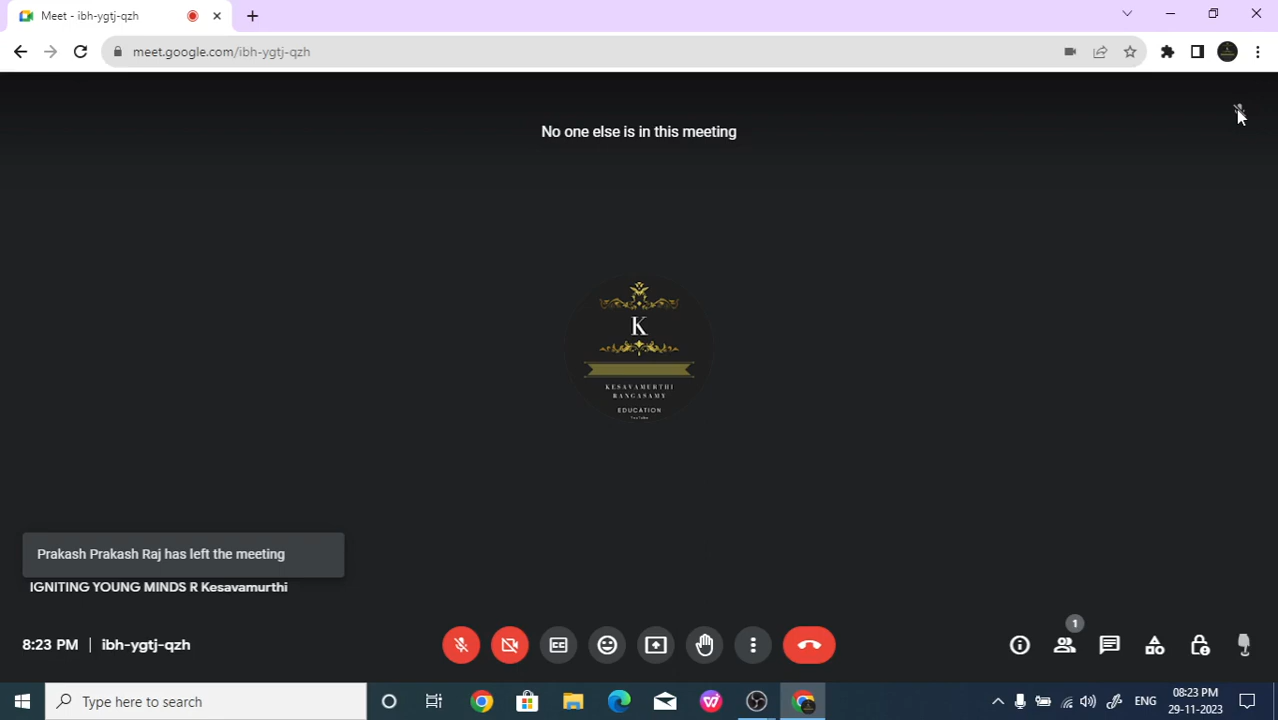 Meet - ibh-ygtj-qzh
meet.google.com/ibh-ygtj-qzh
No one else is in this meeting
K
KESAVAMURTHI
RANGASAMY
EDUCATION
YouTube
Prakash Prakash Raj has left the meeting
IGNITING YOUNG MINDS R Kesavamurthi
8:23 PM | ibh-ygtj-qzh
1
Type here to search
ENG
08:23 PM
29-11-2023